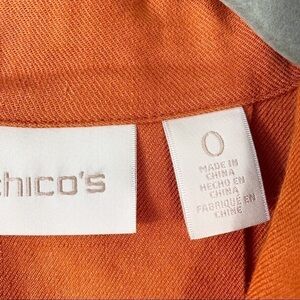 chico's
0
MADE IN
CHINA
HECHO EN
CHINA
FABRIQUÉ EN
CHINE